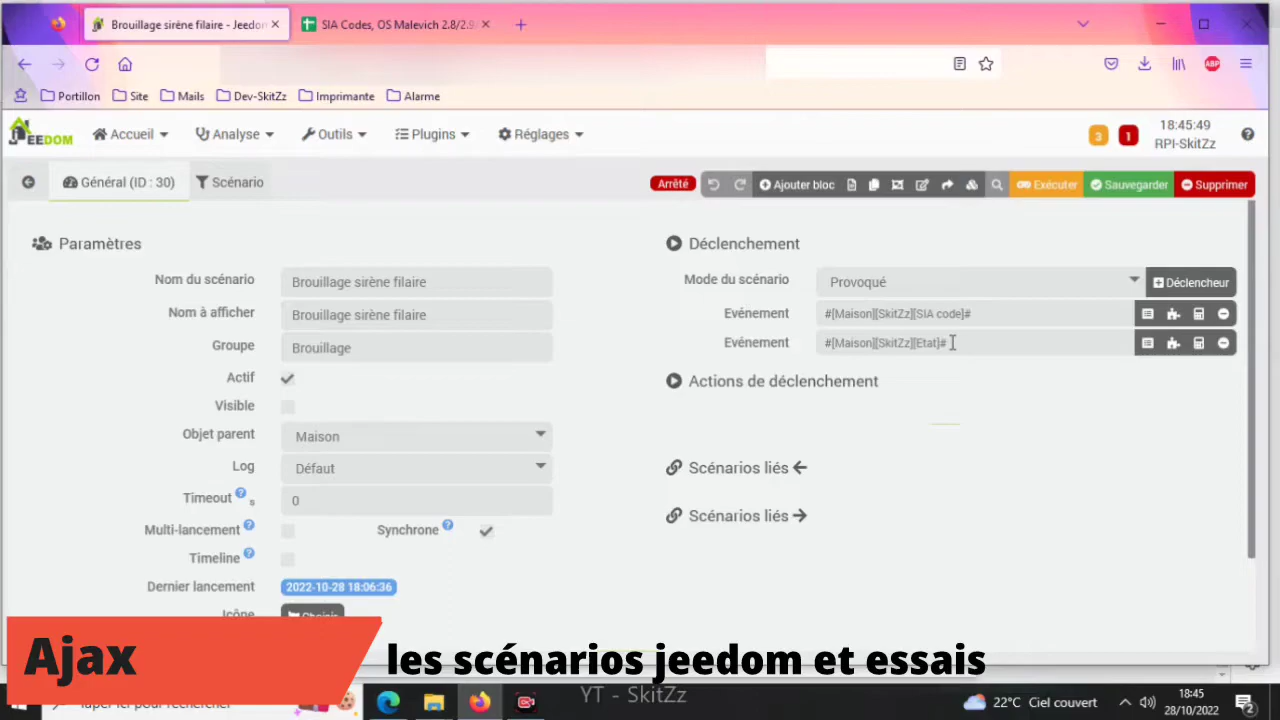 Brouillage sirène filaire - Jeedon
SIA Codes, OS Malevich 2.8/2.9
Portillon
Site
Mails
Dev-SkitZz
Imprimante
Alarme
ABP
EEDOM
Accueil
Analyse
Outils
Plugins
Réglages
3
1
18:45:49
RPI-SkitZz
Général (ID : 30)
Scénario
Arrêté
Ajouter bloc
Exécuter
Sauvegarder
Supprimer
Paramètres
Nom du scénario
Brouillage sirène filaire
Nom à afficher
Brouillage sirène filaire
Groupe
Brouillage
Actif
Visible
Objet parent
Maison
Log
Défaut
Timeout ? s
0
Multi-lancement ?
Synchrone ?
Timeline ?
Dernier lancement
2022-10-28 18:06:36
Icône
Choisir
Déclenchement
Mode du scénario
Provoqué
Déclencheur
Evénement
#[Maison][SkitZz][SIA code]#
Evénement
#[Maison][SkitZz][Etat]#
Actions de déclenchement
Scénarios liés
Scénarios liés
Ajax
les scénarios jeedom et essais
YT - SkitZz
22°C Ciel couvert
18:45
28/10/2022
2